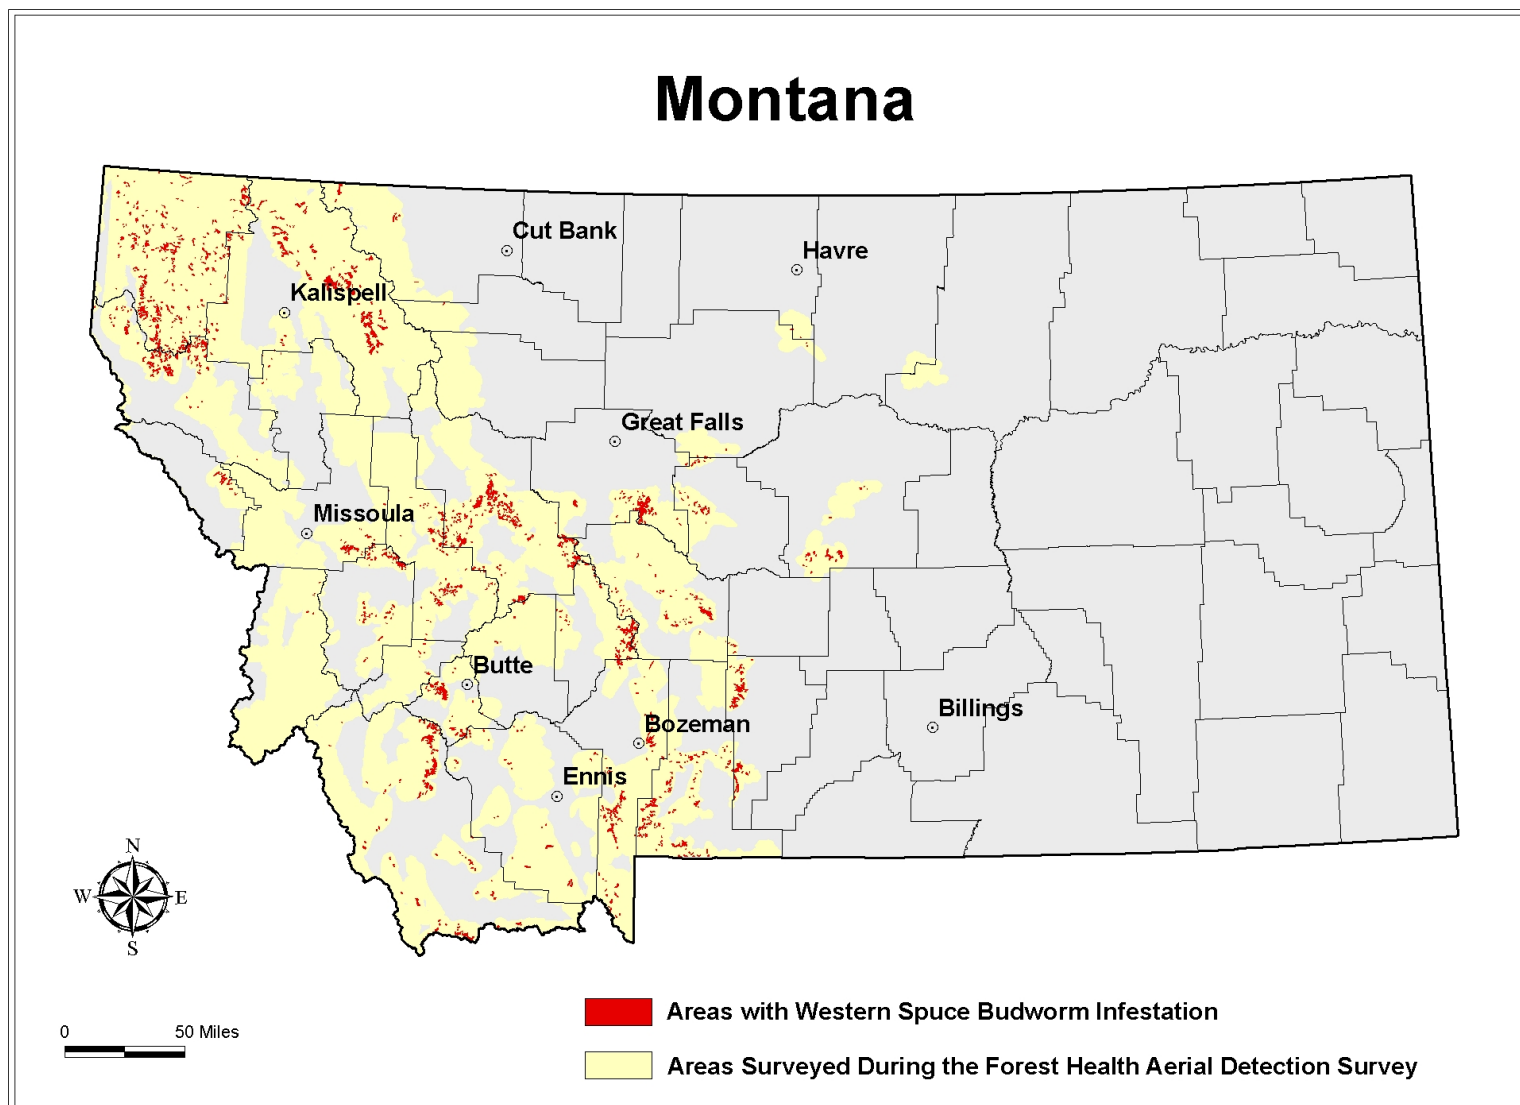 Montana
Cut Bank
Havre
Kalispell
Great Falls
Missoula
Butte
Billings
Bozeman
Ennis
N
W E
S
0 50 Miles
Areas with Western Spuce Budworm Infestation
Areas Surveyed During the Forest Health Aerial Detection Survey